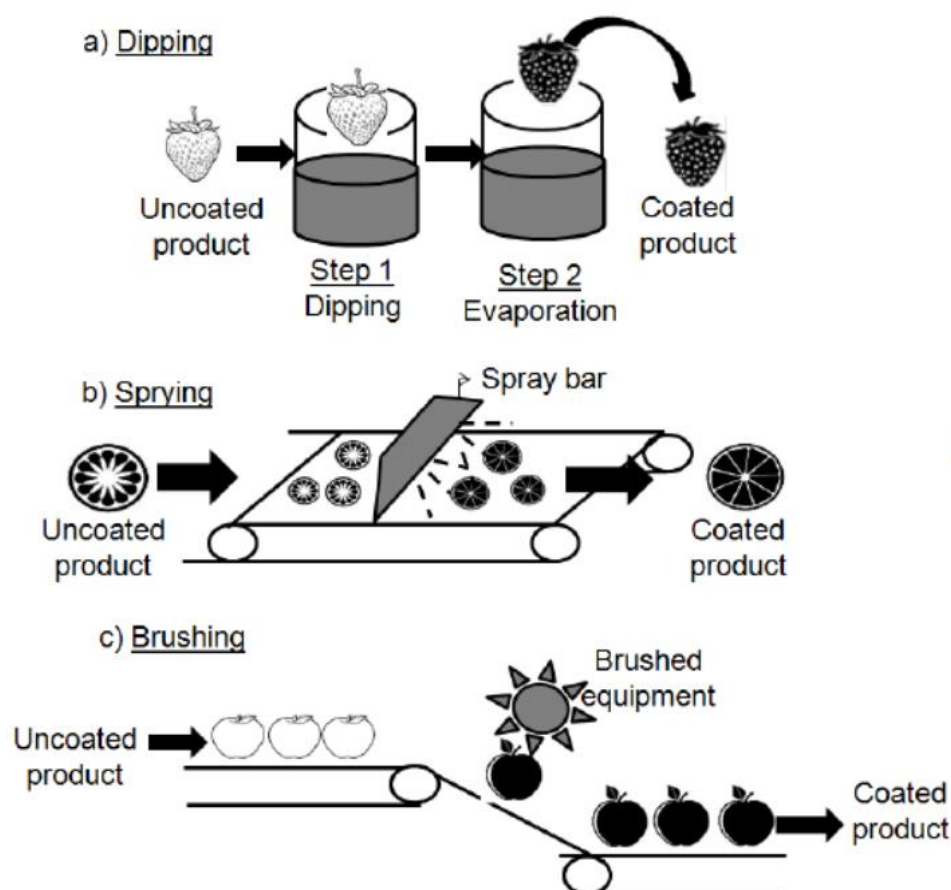 a) Dipping
Uncoated
product
Step 1
Dipping
Step 2
Evaporation
Coated
product
b) Sprying
Spray bar
Uncoated
product
Coated
product
c) Brushing
Brushed
equipment
Uncoated
product
Coated
product